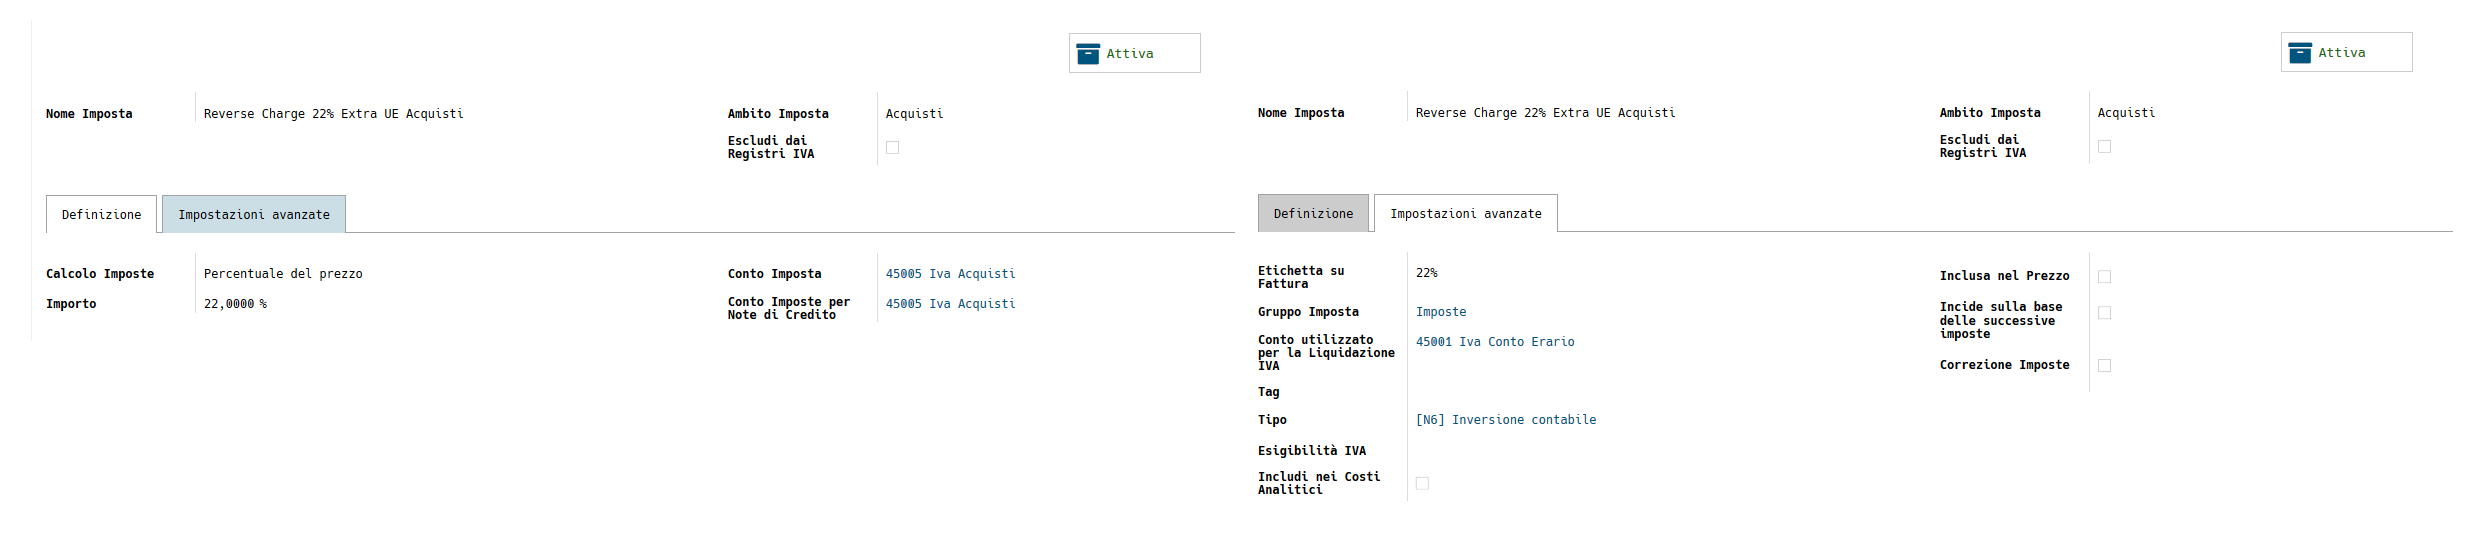 Attiva
Nome Imposta Reverse Charge 22% Extra UE Acquisti Ambito Imposta Acquisti
Escludi dai
Registri IVA
Definizione Impostazioni avanzate
Calcolo Imposte Percentuale del prezzo Conto Imposta 45005 Iva Acquisti
Importo 22,0000 % Conto Imposte per
Note di Credito 45005 Iva Acquisti
Attiva
Nome Imposta Reverse Charge 22% Extra UE Acquisti Ambito Imposta Acquisti
Escludi dai
Registri IVA
Definizione Impostazioni avanzate
Etichetta su
Fattura 22% Inclusa nel Prezzo
Gruppo Imposta Imposte Incide sulla base
delle successive
imposte
Conto utilizzato
per la Liquidazione
IVA 45001 Iva Conto Erario
Correzione Imposte
Tag
Tipo [N6] Inversione contabile
Esigibilità IVA
Includi nei Costi
Analitici